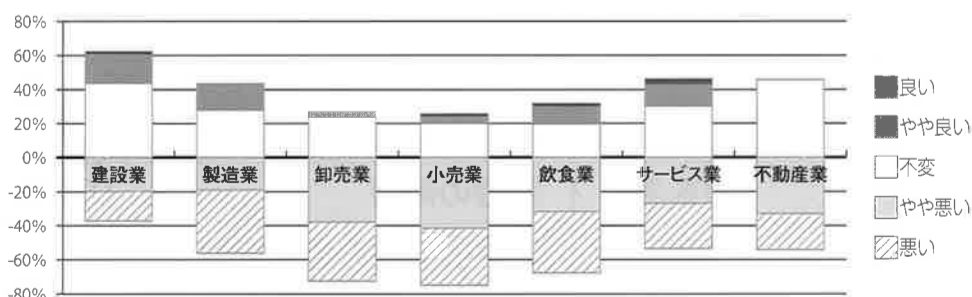 80%
60%
40%
20%
0%
-20%
-40%
-60%
-80%
建設業 製造業 卸売業 小売業 飲食業 サービス業 不動産業
良い
やや良い
不変
やや悪い
悪い